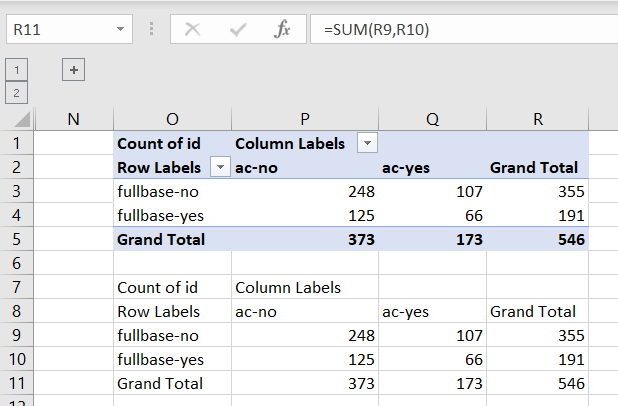 R11 fx =SUM(R9,R10)
1 +
2
N O P Q R
1 Count of id Column Labels
2 Row Labels ac-no ac-yes Grand Total
3 fullbase-no 248 107 355
4 fullbase-yes 125 66 191
5 Grand Total 373 173 546
6
7 Count of id Column Labels
8 Row Labels ac-no ac-yes Grand Total
9 fullbase-no 248 107 355
10 fullbase-yes 125 66 191
11 Grand Total 373 173 546
12